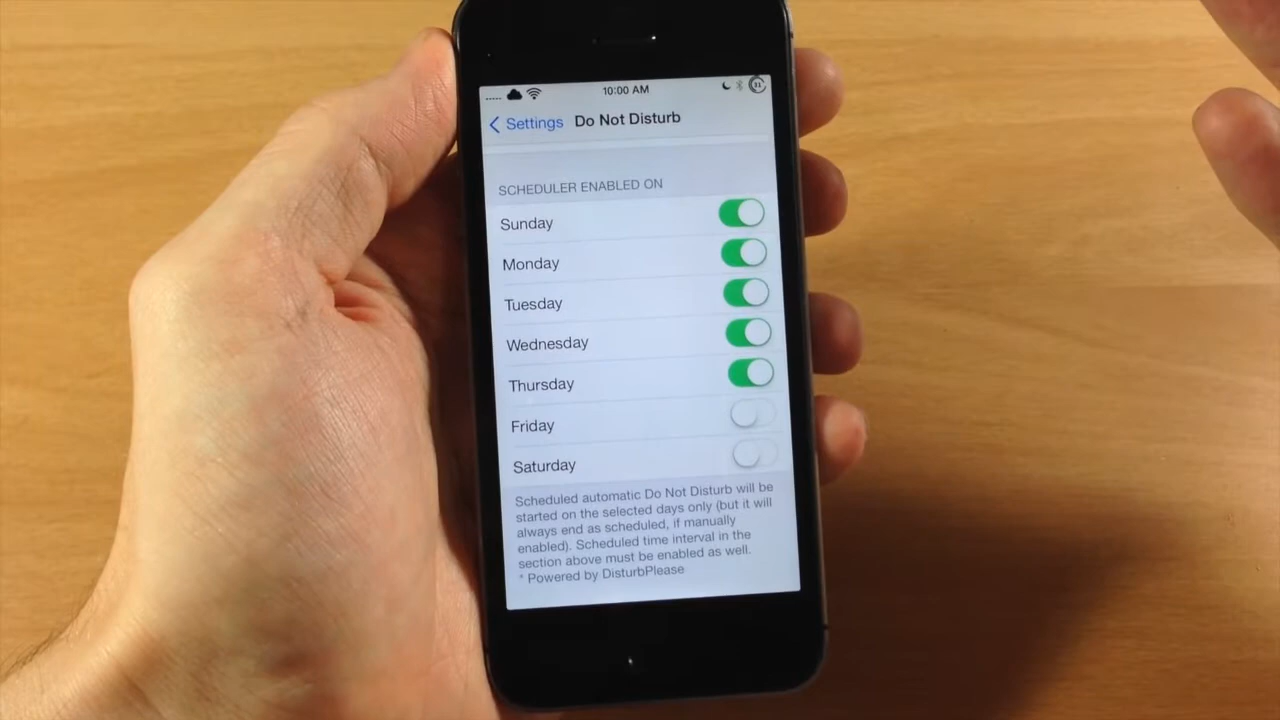 10:00 AM
Settings Do Not Disturb
SCHEDULER ENABLED ON
Sunday
Monday
Tuesday
Wednesday
Thursday
Friday
Saturday
Scheduled automatic Do Not Disturb will be
started on the selected days only (but it will
always end as scheduled, if manually
enabled). Scheduled time interval in the
section above must be enabled as well.
* Powered by DisturbPlease